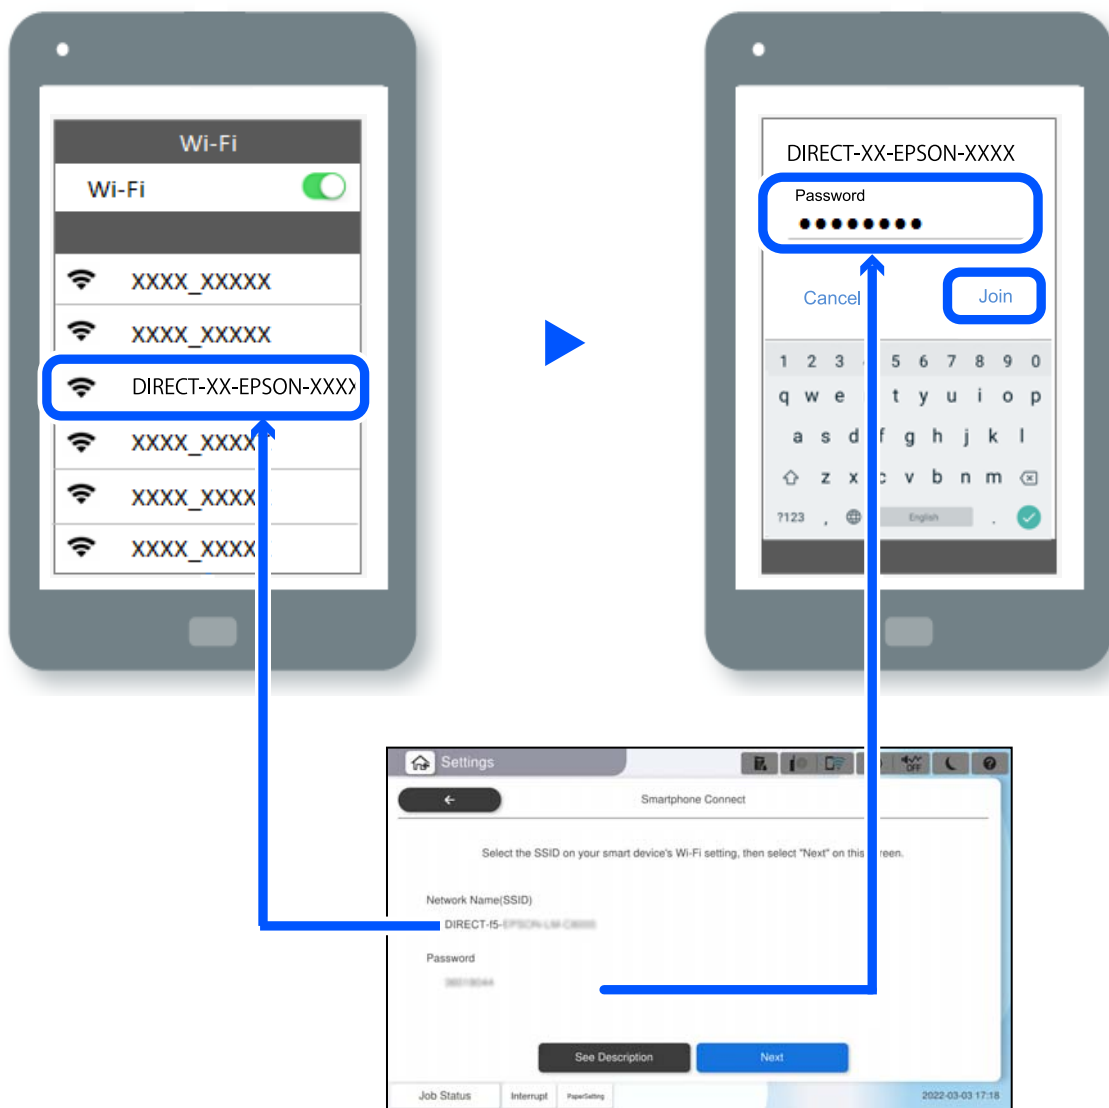 Wi-Fi
Wi-Fi
XXXX_XXXXX
XXXX_XXXXX
DIRECT-XX-EPSON-XXXX
XXXX_XXXX
XXXX_XXXX
XXXX_XXXX
DIRECT-XX-EPSON-XXXX
Password
Cancel
Join
1 2 3 5 6 7 8 9 0
q w e t y u i o p
a s d f g h j k l
z x c v b n m
?123 , English .
Settings
OFF
Smartphone Connect
Select the SSID on your smart device's Wi-Fi setting, then select "Next" on this screen.
Network Name(SSID)
DIRECT-f5-
Password
See Description
Next
Job Status
Interrupt
PaperSetting
2022-03-03 17:18